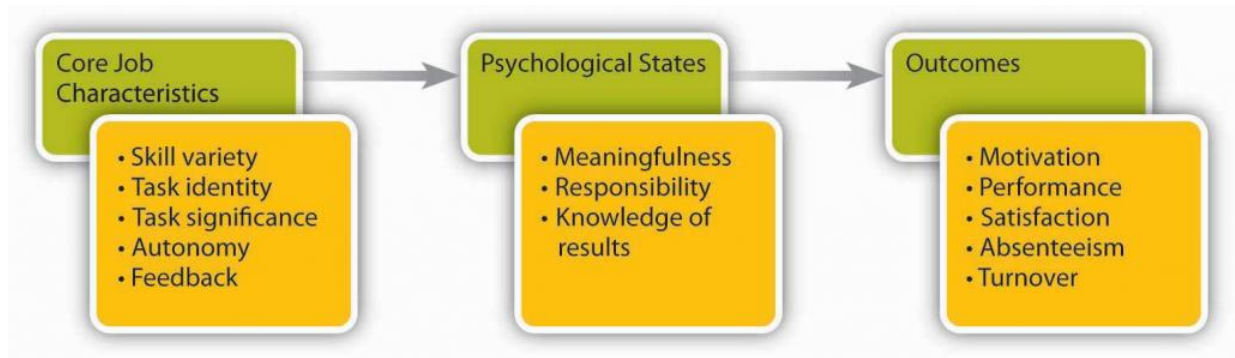 Core Job
Characteristics
• Skill variety
• Task identity
• Task significance
• Autonomy
• Feedback
Psychological States
• Meaningfulness
• Responsibility
• Knowledge of
results
Outcomes
• Motivation
• Performance
• Satisfaction
• Absenteeism
• Turnover